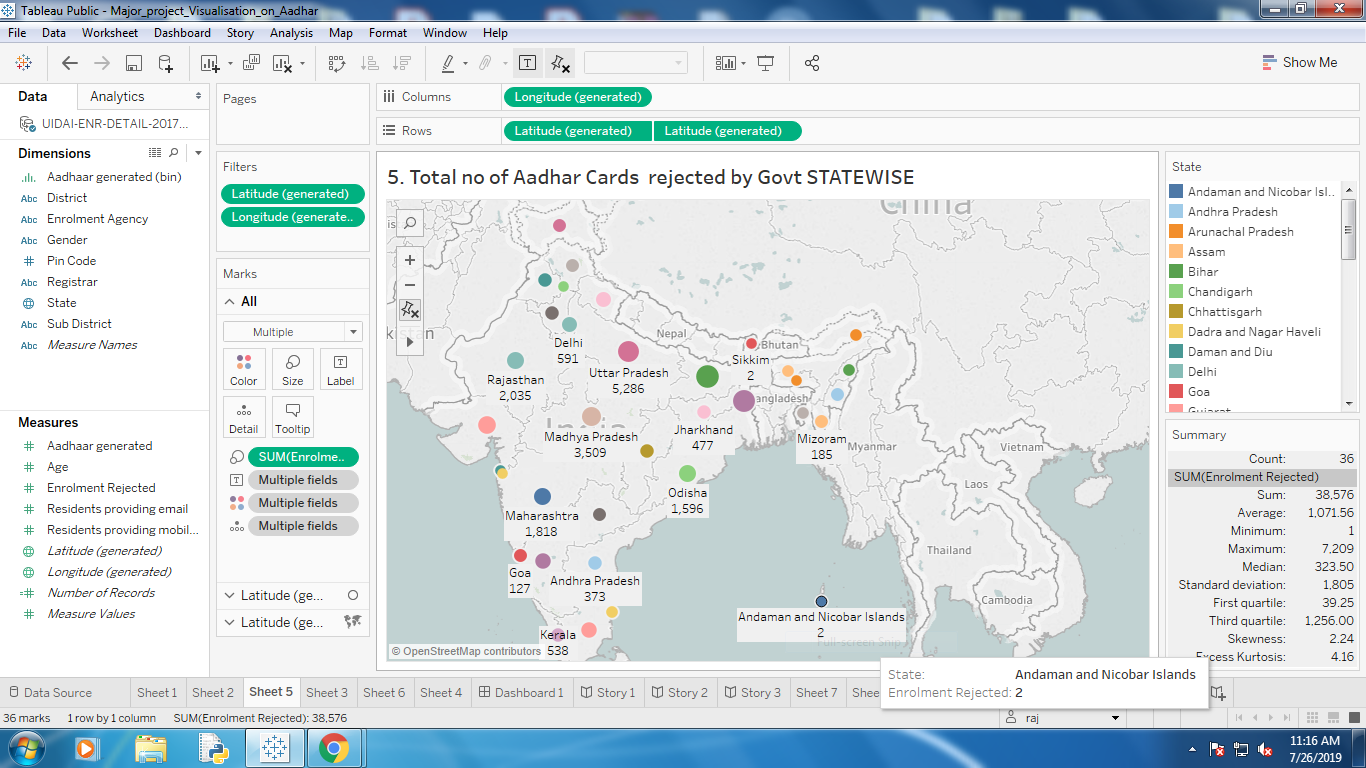 Tableau Public - Major_project_Visualisation_on_Aadhar
File Data Worksheet Dashboard Story Analysis Map Format Window Help
Show Me
Data Analytics
UIDAI-ENR-DETAIL-2017...
Dimensions
Aadhaar generated (bin)
Abc District
Abc Enrolment Agency
Abc Gender
Pin Code
Abc Registrar
State
Abc Sub District
Abc Measure Names
Measures
Aadhaar generated
Age
Enrolment Rejected
Residents providing email
Residents providing mobil...
Latitude (generated)
Longitude (generated)
Number of Records
Measure Values
Pages
Filters
Latitude (generated)
Longitude (generate..
Marks
All
Multiple
Color Size Label
Detail Tooltip
SUM(Enrolme..
Multiple fields
Multiple fields
Multiple fields
Latitude (ge...
Latitude (ge...
Columns Longitude (generated)
Rows Latitude (generated) Latitude (generated)
5. Total no of Aadhar Cards rejected by Govt STATEWISE
China
Nepal
Bhutan
Delhi
591
Sikkim
2
Rajasthan
2,035
Uttar Pradesh
5,286
Madhya Pradesh
3,509
Jharkhand
477
Mizoram
185
Myanmar
Vietnam
Laos
Odisha
1,596
Maharashtra
1,818
Thailand
Goa
127
Andhra Pradesh
373
Cambodia
Andaman and Nicobar Islands
2
Kerala
538
Full-screen Snip
© OpenStreetMap contributors
State
Andaman and Nicobar Isl..
Andhra Pradesh
Arunachal Pradesh
Assam
Bihar
Chandigarh
Chhattisgarh
Dadra and Nagar Haveli
Daman and Diu
Delhi
Goa
Gujarat
Summary
Count: 36
SUM(Enrolment Rejected)
Sum: 38,576
Average: 1,071.56
Minimum: 1
Maximum: 7,209
Median: 323.50
Standard deviation: 1,805
First quartile: 39.25
Third quartile: 1,256.00
Skewness: 2.24
Excess Kurtosis: 4.16
State: Andaman and Nicobar Islands
Enrolment Rejected: 2
Data Source Sheet 1 Sheet 2 Sheet 5 Sheet 3 Sheet 6 Sheet 4 Dashboard 1 Story 1 Story 2 Story 3 Sheet 7 Shee
36 marks 1 row by 1 column SUM(Enrolment Rejected): 38,576 raj
11:16 AM
7/26/2019